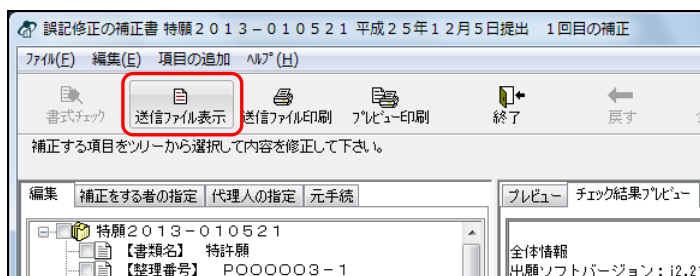 誤記修正の補正書 特願２０１３－０１０５２１ 平成２５年１２月５日提出 1回目の補正
ﾌｧｲﾙ(F) 編集(E) 項目の追加 ﾍﾙﾌﾟ(H)
書式ﾁｪｯｸ 送信ﾌｧｲﾙ表示 送信ﾌｧｲﾙ印刷 ﾌﾟﾚﾋﾞｭｰ印刷 終了 戻す
補正する項目をツリーから選択して内容を修正して下さい。
編集 補正をする者の指定 代理人の指定 元手続 プレビュー チェック結果ﾌﾟﾚﾋﾞｭｰ
特願２０１３－０１０５２１
【書類名】 特許願 全体情報
【整理番号】 Ｐ０００００３－１ 出願ソフトバージョン：i2.2